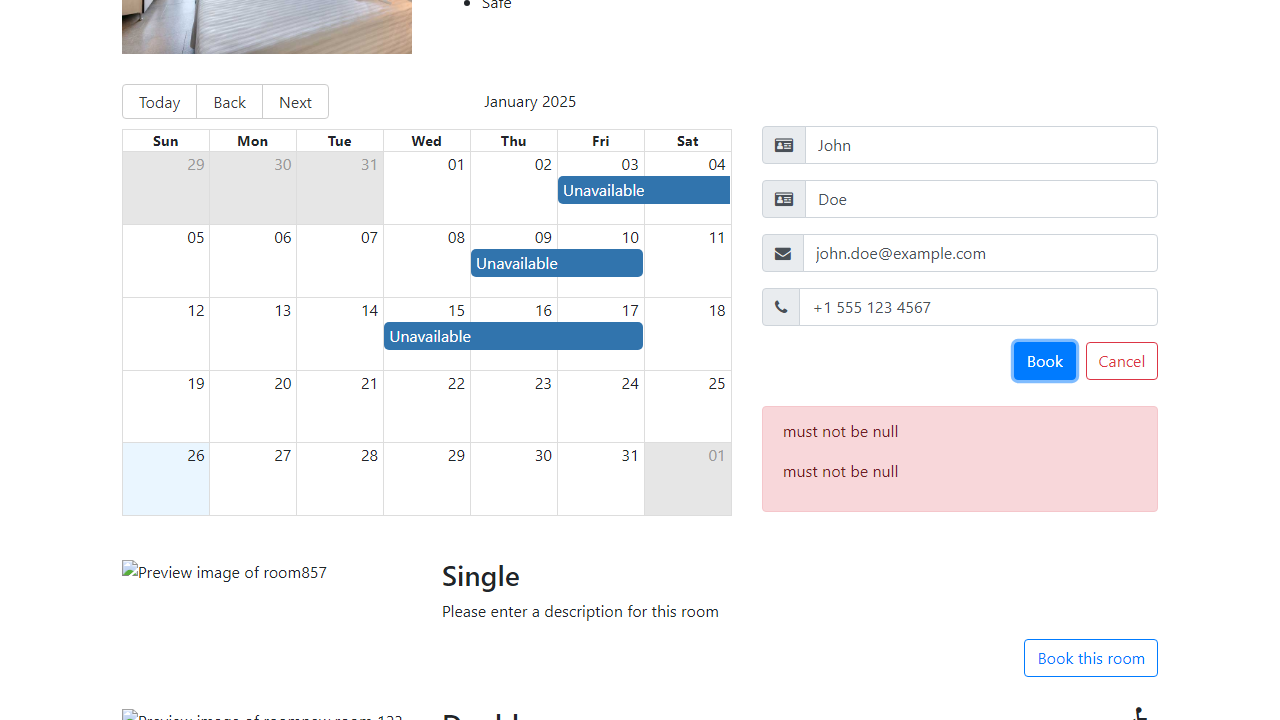 Safe
Today Back Next January 2025
Sun Mon Tue Wed Thu Fri Sat
29 30 31 01 02 03 04
Unavailable
05 06 07 08 09 10 11
Unavailable
12 13 14 15 16 17 18
Unavailable
19 20 21 22 23 24 25
26 27 28 29 30 31 01
John
Doe
john.doe@example.com
+1 555 123 4567
Book Cancel
must not be null
must not be null
Preview image of room857
Single
Please enter a description for this room
Book this room